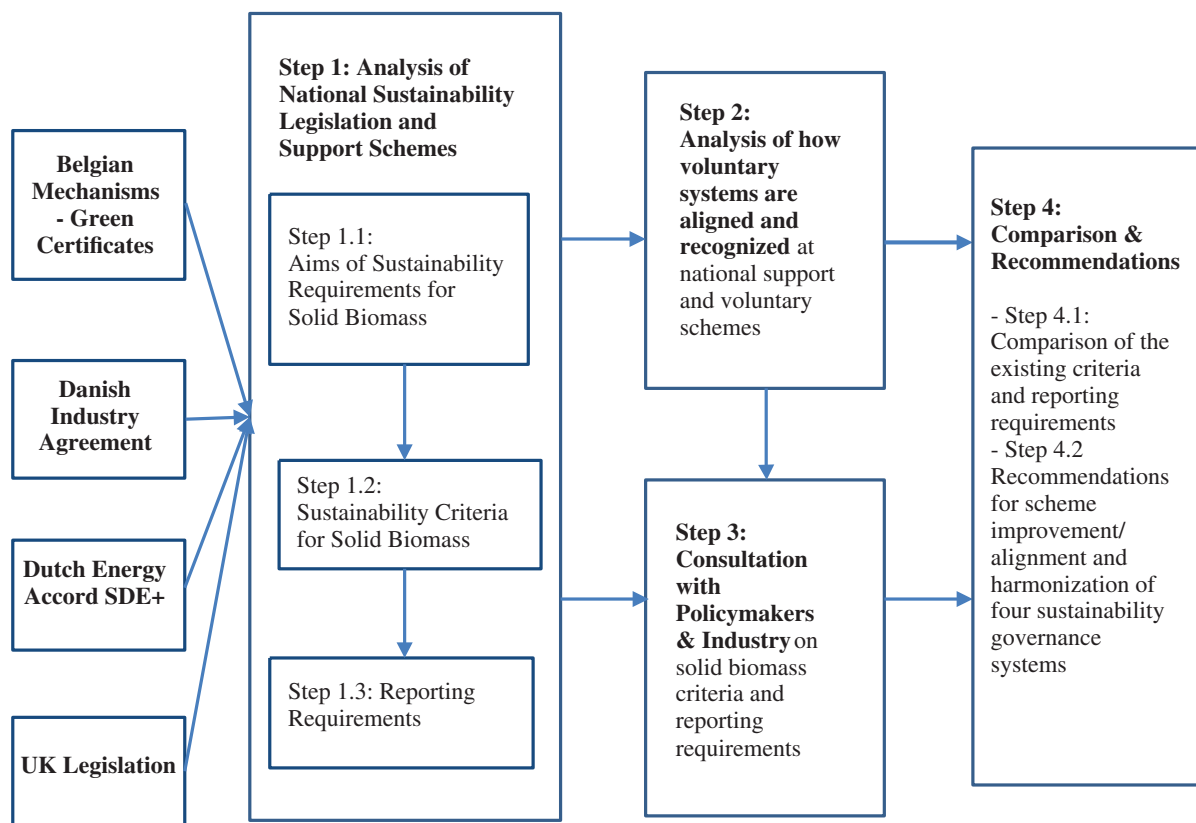 Belgian
Mechanisms
- Green
Certificates
Danish
Industry
Agreement
Dutch Energy
Accord SDE+
UK Legislation
Step 1: Analysis of
National Sustainability
Legislation and
Support Schemes
Step 1.1:
Aims of Sustainability
Requirements for
Solid Biomass
Step 1.2:
Sustainability Criteria
for Solid Biomass
Step 1.3: Reporting
Requirements
Step 2:
Analysis of how
voluntary
systems are
aligned and
recognized at
national support
and voluntary
schemes
Step 3:
Consultation
with
Policymakers
& Industry on
solid biomass
criteria and
reporting
requirements
Step 4:
Comparison &
Recommendations
- Step 4.1:
Comparison of the
existing criteria
and reporting
requirements
- Step 4.2
Recommendations
for scheme
improvement/
alignment and
harmonization of
four sustainability
governance
systems